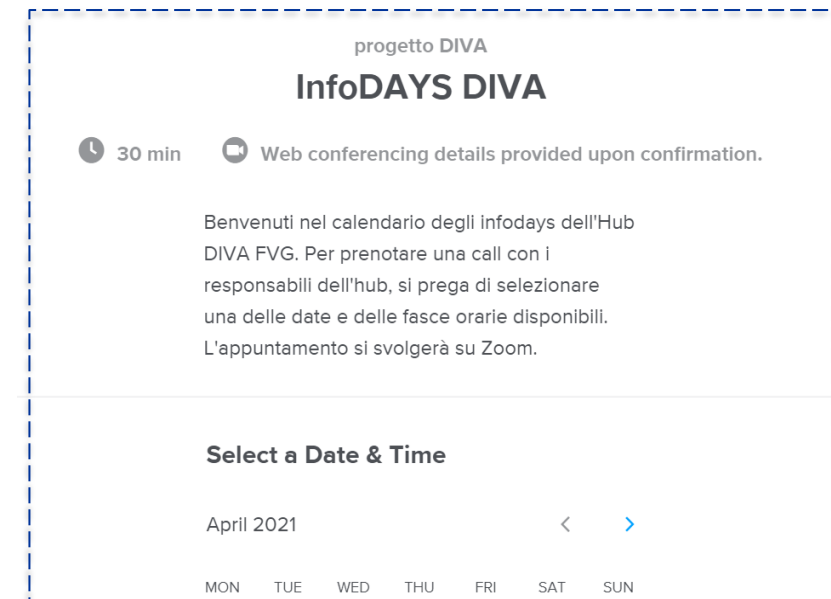 progetto DIVA
InfoDAYS DIVA
30 min Web conferencing details provided upon confirmation.
Benvenuti nel calendario degli infodays dell'Hub
DIVA FVG. Per prenotare una call con i
responsabili dell'hub, si prega di selezionare
una delle date e delle fasce orarie disponibili.
L'appuntamento si svolgerà su Zoom.
Select a Date & Time
April 2021
MON TUE WED THU FRI SAT SUN